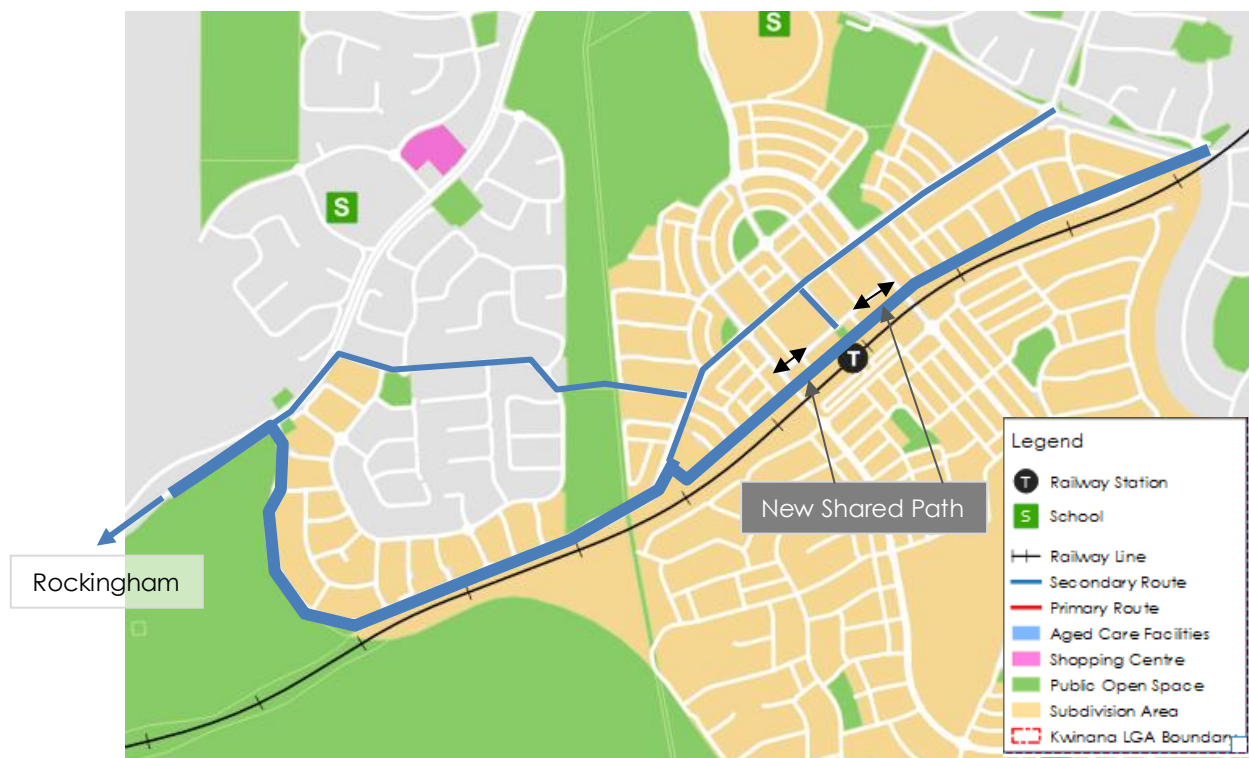 S
S
T
New Shared Path
Rockingham
Legend
T Railway Station
S School
Railway Line
Secondary Route
Primary Route
Aged Care Facilities
Shopping Centre
Public Open Space
Subdivision Area
Kwinana LGA Boundary